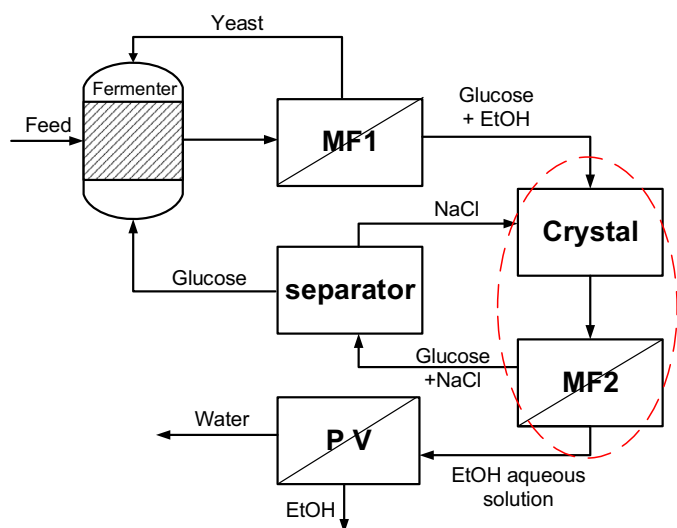 Yeast
Fermenter
Glucose
+ EtOH
Feed
MF1
NaCl
Crystal
Glucose
separator
Glucose
+NaCl
MF2
Water
P V
EtOH aqueous
solution
EtOH